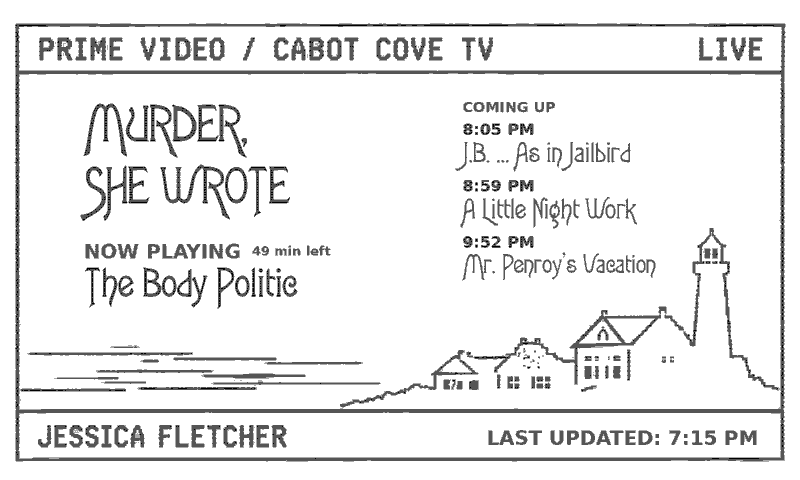 PRIME VIDEO / CABOT COVE TV
LIVE
MURDER,
SHE WROTE
NOW PLAYING 49 min left
The Body Politic
COMING UP
8:05 PM
J.B. ... As in Jailbird
8:59 PM
A Little Night Work
9:52 PM
Mr. Penroy's Vacation
JESSICA FLETCHER
LAST UPDATED: 7:15 PM